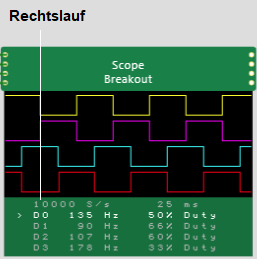 Rechtslauf
Scope
Breakout
10000 S/s 25 ms
> D0 135 Hz 50% Duty
D1 90 Hz 66% Duty
D2 107 Hz 60% Duty
D3 178 Hz 33% Duty